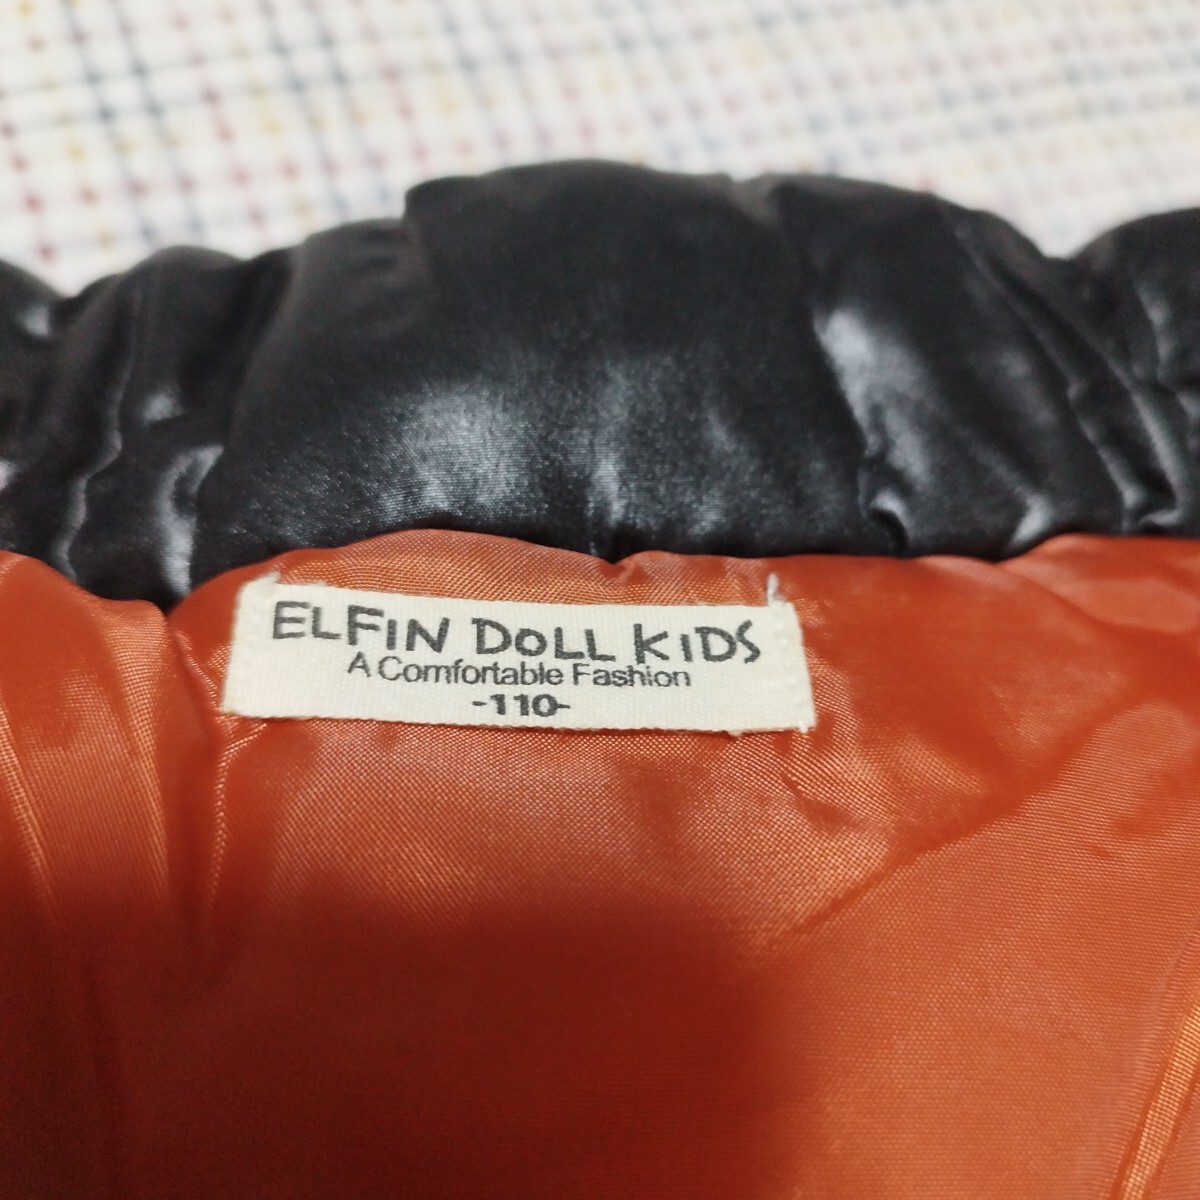 ELFIN DOLL KIDS
A Comfortable Fashion
-110-